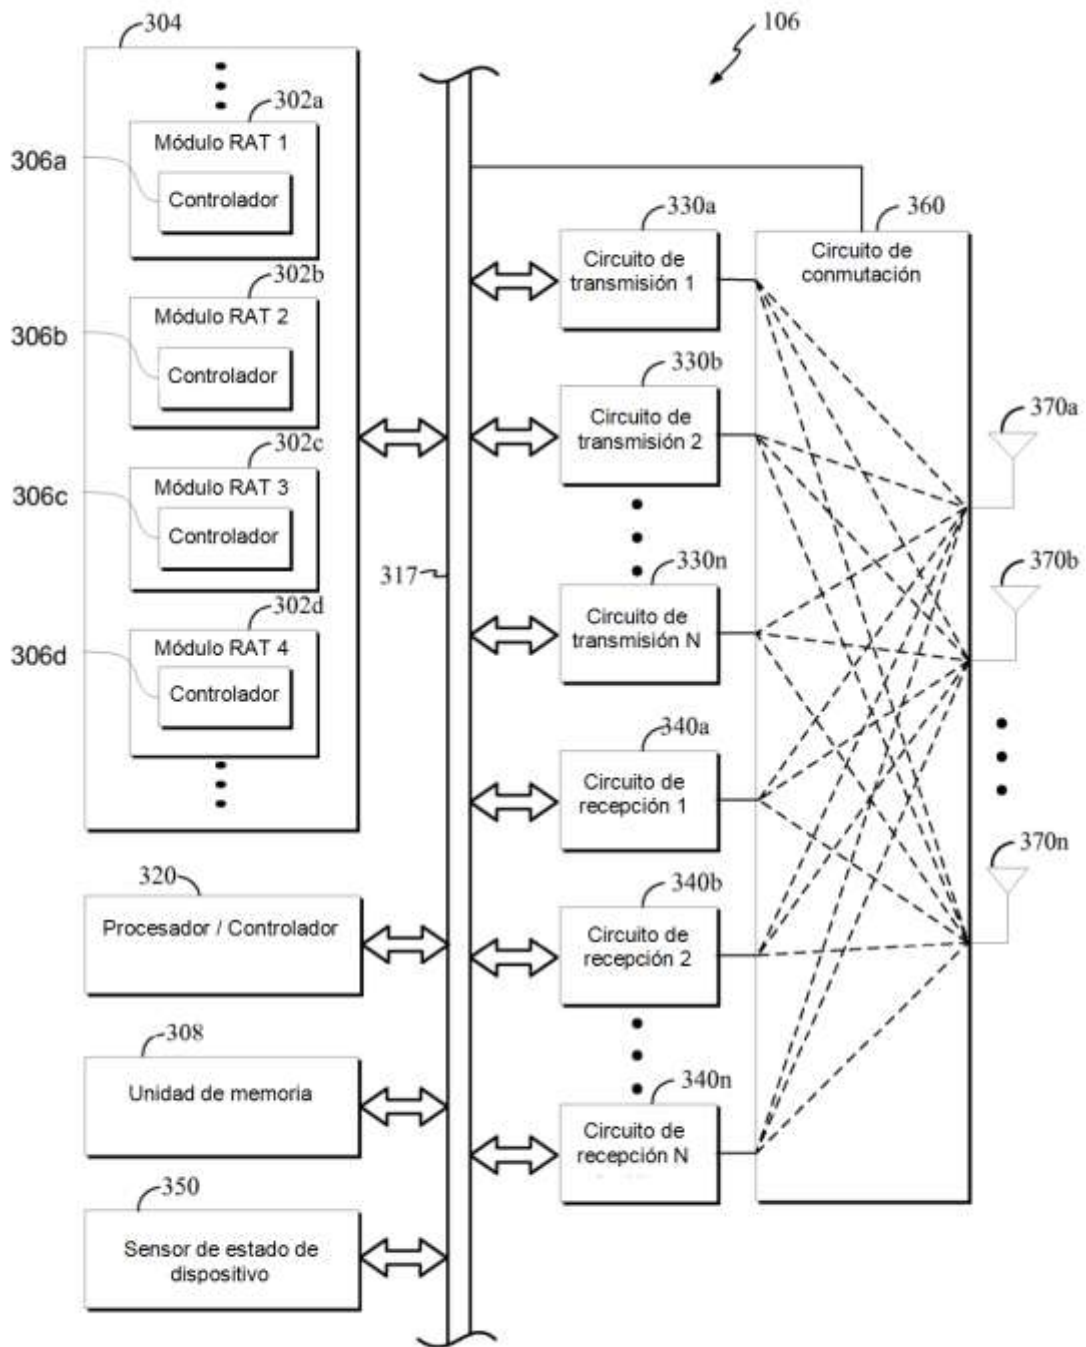 304
106
302a
Módulo RAT 1
306a
Controlador
302b
Módulo RAT 2
306b
Controlador
302c
Módulo RAT 3
306c
Controlador
302d
Módulo RAT 4
306d
Controlador
320
Procesador / Controlador
308
Unidad de memoria
350
Sensor de estado de
dispositivo
317
330a
Circuito de
transmisión 1
330b
Circuito de
transmisión 2
330n
Circuito de
transmisión N
340a
Circuito de
recepción 1
340b
Circuito de
recepción 2
340n
Circuito de
recepción N
360
Circuito de
conmutación
370a
370b
370n